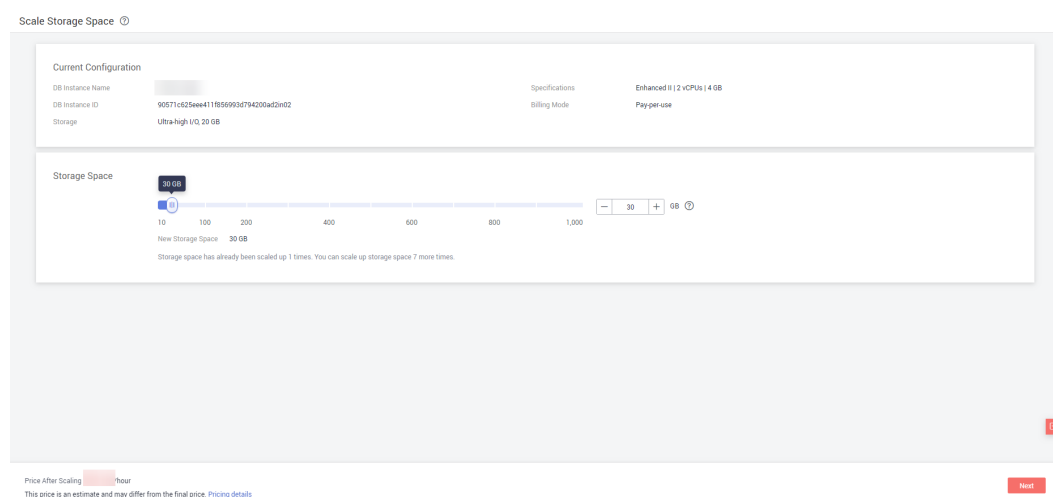 Scale Storage Space ?
Current Configuration
DB Instance Name
Specifications Enhanced II | 2 vCPUs | 4 GB
DB Instance ID 90571c625eee411f856993d794200ad2in02
Billing Mode Pay-per-use
Storage Ultra-high I/O, 20 GB
Storage Space
30 GB
− 30 + GB ?
10 100 200 400 600 800 1,000
New Storage Space 30 GB
Storage space has already been scaled up 1 times. You can scale up storage space 7 more times.
Price After Scaling /hour
This price is an estimate and may differ from the final price. Pricing details
Next